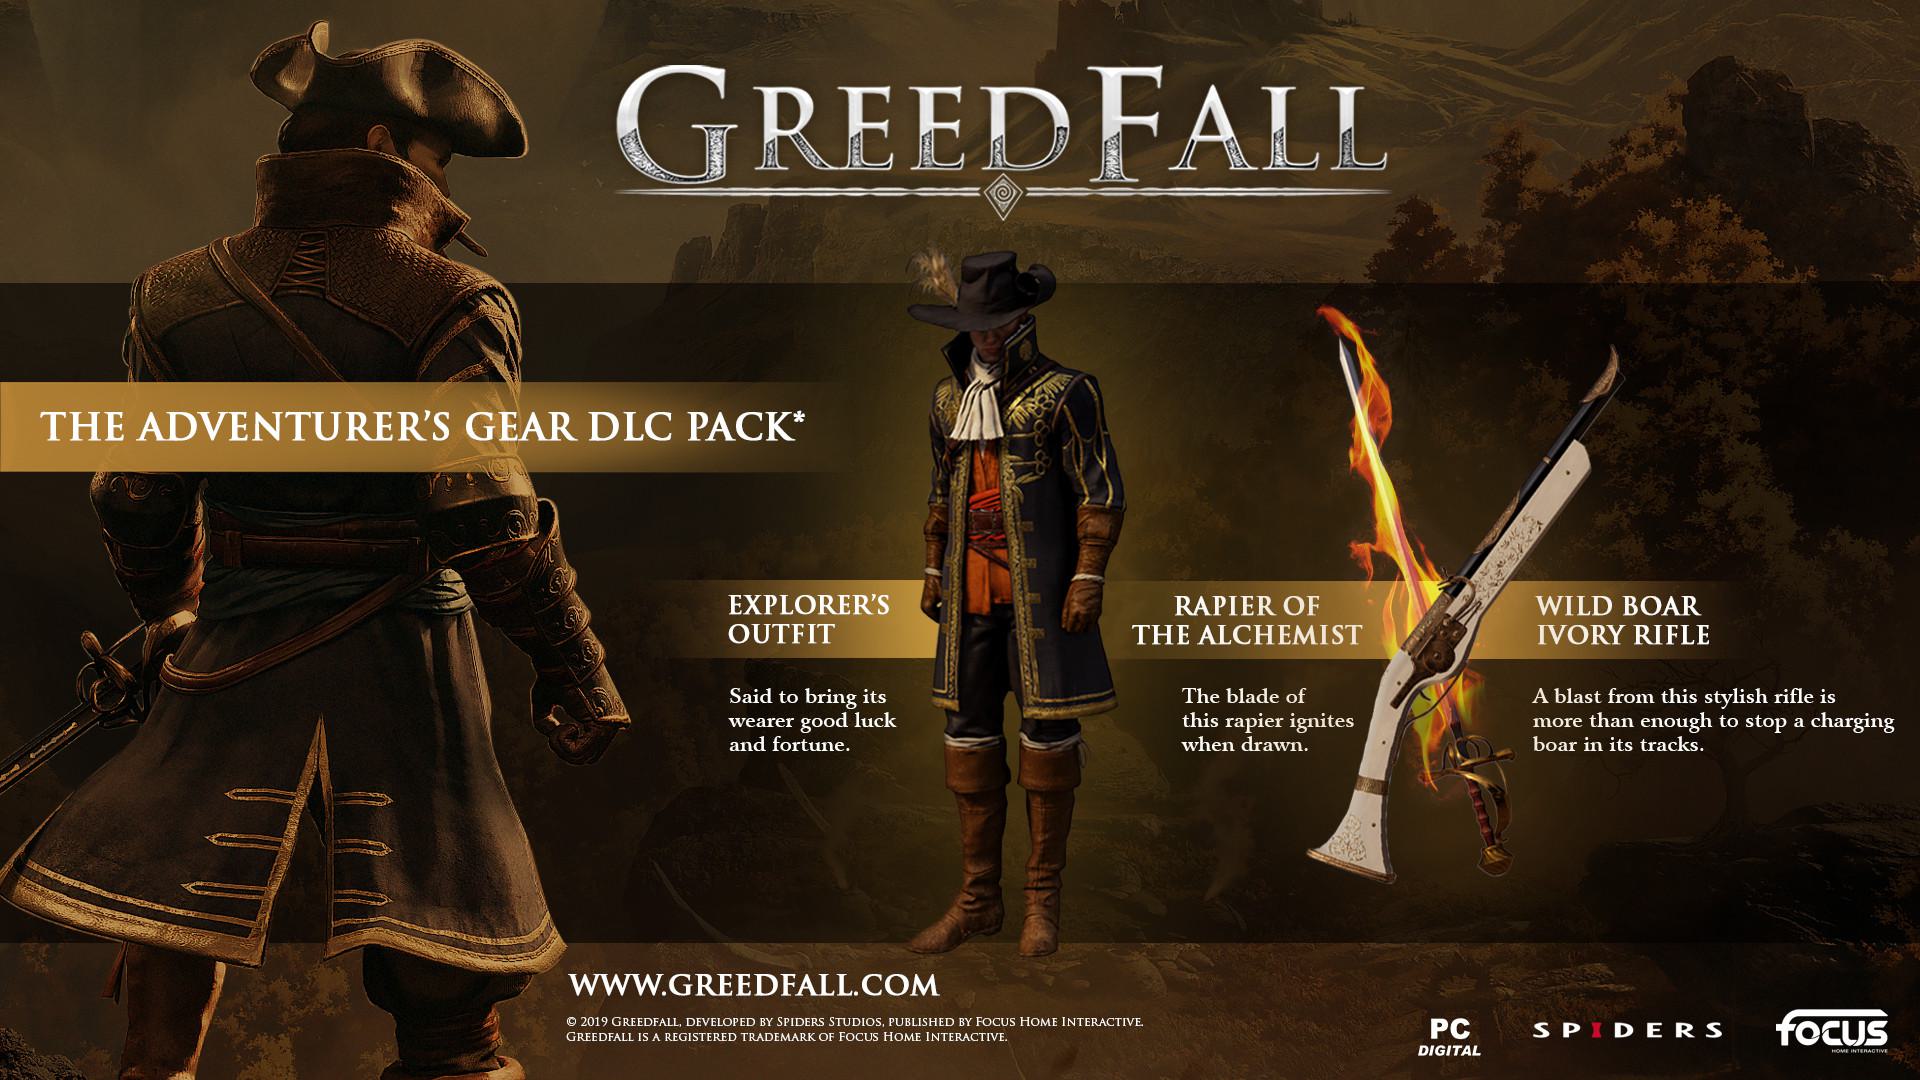 GREEDFALL
THE ADVENTURER'S GEAR DLC PACK*
EXPLORER'S
OUTFIT
Said to bring its
wearer good luck
and fortune.
RAPIER OF
THE ALCHEMIST
The blade of
this rapier ignites
when drawn.
WILD BOAR
IVORY RIFLE
A blast from this stylish rifle is
more than enough to stop a charging
boar in its tracks.
WWW.GREEDFALL.COM
© 2019 Greedfall, developed by Spiders Studios, published by Focus Home Interactive.
Greedfall is a registered trademark of Focus Home Interactive.
PC
DIGITAL
SPIDERS
focus
HOME INTERACTIVE